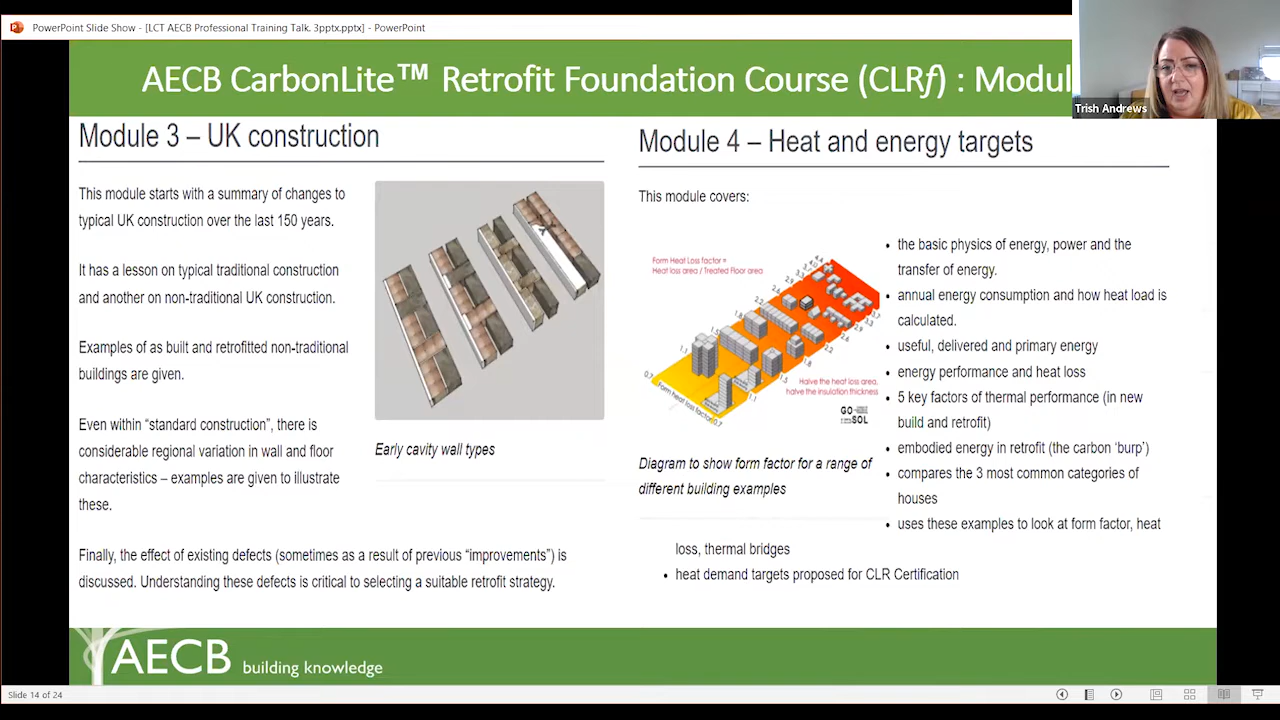 PowerPoint Slide Show - [LCT AECB Professional Training Talk. 3pptx.pptx] - PowerPoint
AECB CarbonLite™ Retrofit Foundation Course (CLRf) : Modul
Trish Andrews
Module 3 – UK construction
This module starts with a summary of changes to
typical UK construction over the last 150 years.
It has a lesson on typical traditional construction
and another on non-traditional UK construction.
Examples of as built and retrofitted non-traditional
buildings are given.
Even within “standard construction”, there is
considerable regional variation in wall and floor
characteristics – examples are given to illustrate
these.
Early cavity wall types
Finally, the effect of existing defects (sometimes as a result of previous “improvements”) is
discussed. Understanding these defects is critical to selecting a suitable retrofit strategy.
Module 4 – Heat and energy targets
This module covers:
Form Heat Loss factor =
Heat loss area / Treated Floor area
Halve the heat loss area,
halve the insulation thickness
Form heat loss factor
GO
SOL
Diagram to show form factor for a range of
different building examples
• the basic physics of energy, power and the
transfer of energy.
• annual energy consumption and how heat load is
calculated.
• useful, delivered and primary energy
• energy performance and heat loss
• 5 key factors of thermal performance (in new
build and retrofit)
• embodied energy in retrofit (the carbon ‘burp’)
• compares the 3 most common categories of
houses
• uses these examples to look at form factor, heat
loss, thermal bridges
• heat demand targets proposed for CLR Certification
AECB building knowledge
Slide 14 of 24